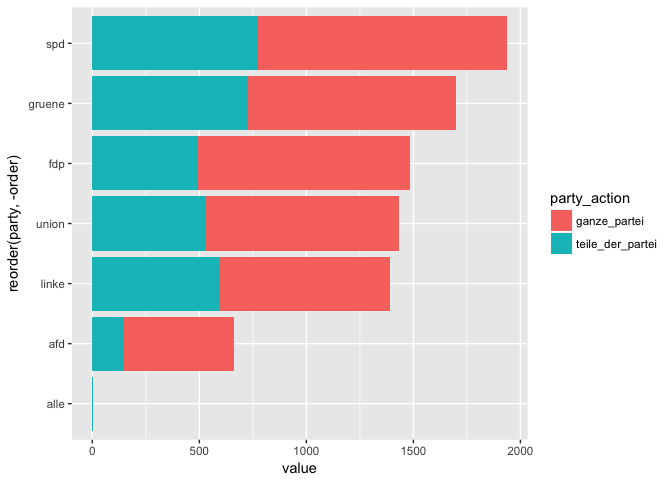 spd
gruene
fdp
union
linke
afd
alle
reorder(party, -order)
0 500 1000 1500 2000
value
party_action
ganze_partei
teile_der_partei